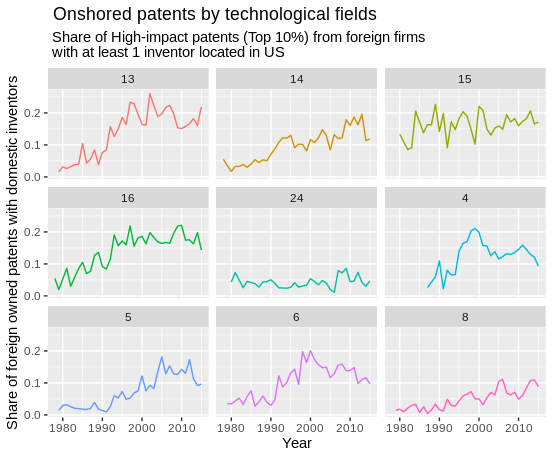 Onshored patents by technological fields
Share of High-impact patents (Top 10%) from foreign firms
with at least 1 inventor located in US
Share of foreign owned patents with domestic inventors
13 14 15
0.2
0.1
0.0
16 24 4
0.2
0.1
0.0
5 6 8
0.2
0.1
0.0
1980 1990 2000 2010 1980 1990 2000 2010 1980 1990 2000 2010
Year